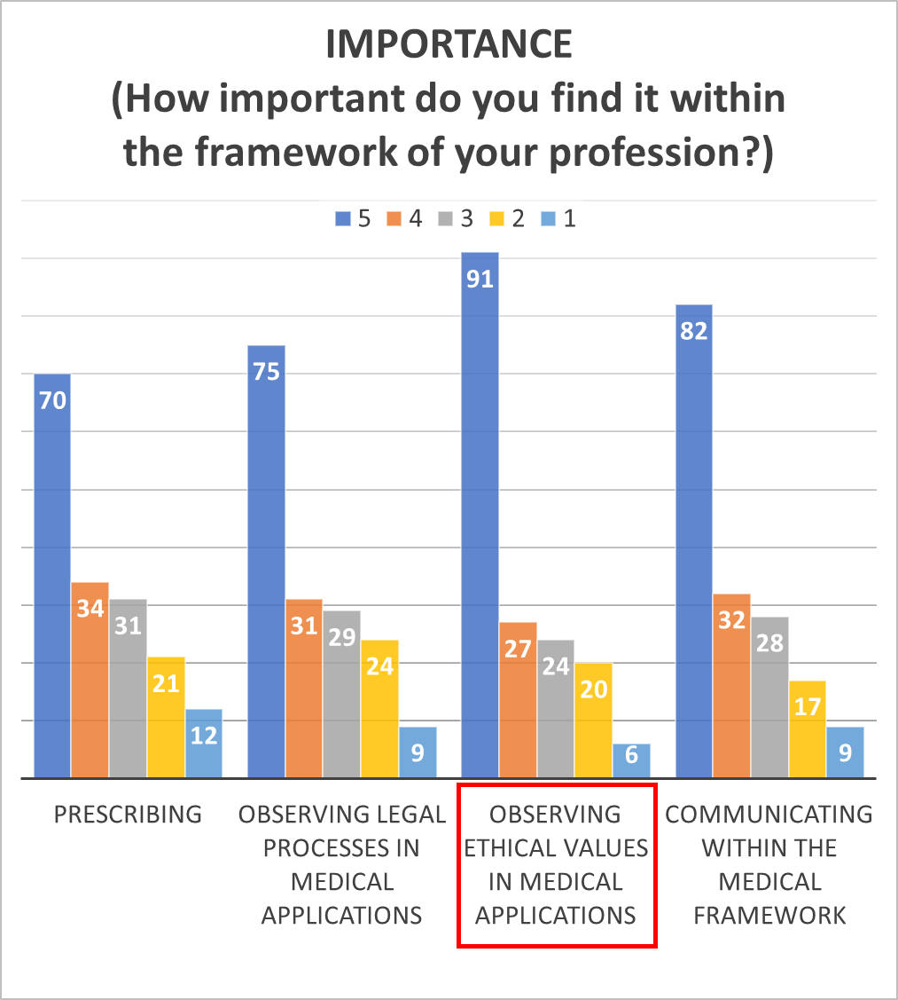 IMPORTANCE
(How important do you find it within
the framework of your profession?)
5 4 3 2 1
70
34
31
21
12
75
31
29
24
9
91
27
24
20
6
82
32
28
17
9
PRESCRIBING
OBSERVING LEGAL
PROCESSES IN
MEDICAL
APPLICATIONS
OBSERVING
ETHICAL VALUES
IN MEDICAL
APPLICATIONS
COMMUNICATING
WITHIN THE
MEDICAL
FRAMEWORK